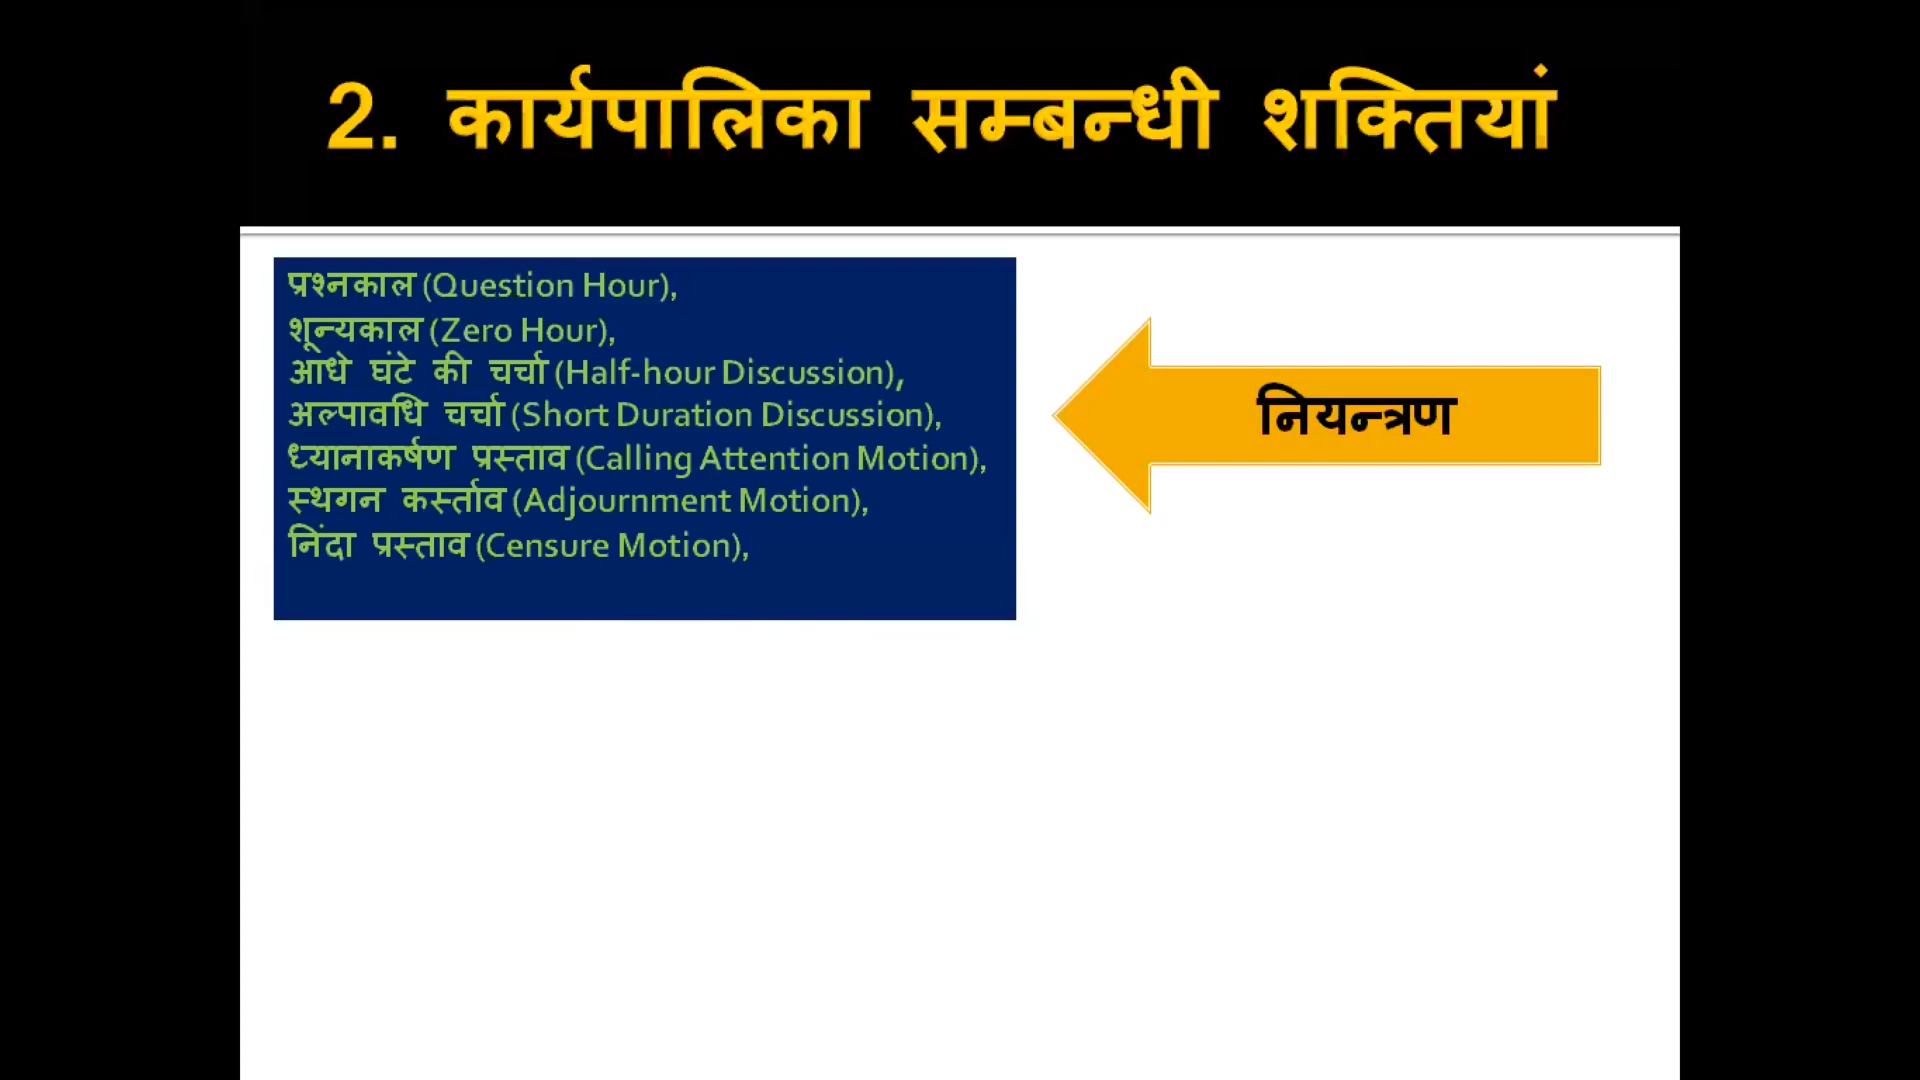 2. कार्यपालिका सम्बन्धी शक्तियां
प्रश्नकाल (Question Hour),
शून्यकाल (Zero Hour),
आधे घंटे की चर्चा (Half-hour Discussion),
अल्पावधि चर्चा (Short Duration Discussion),
ध्यानाकर्षण प्रस्ताव (Calling Attention Motion),
स्थगन कर्स्ताव (Adjournment Motion),
निंदा प्रस्ताव (Censure Motion),
नियन्त्रण